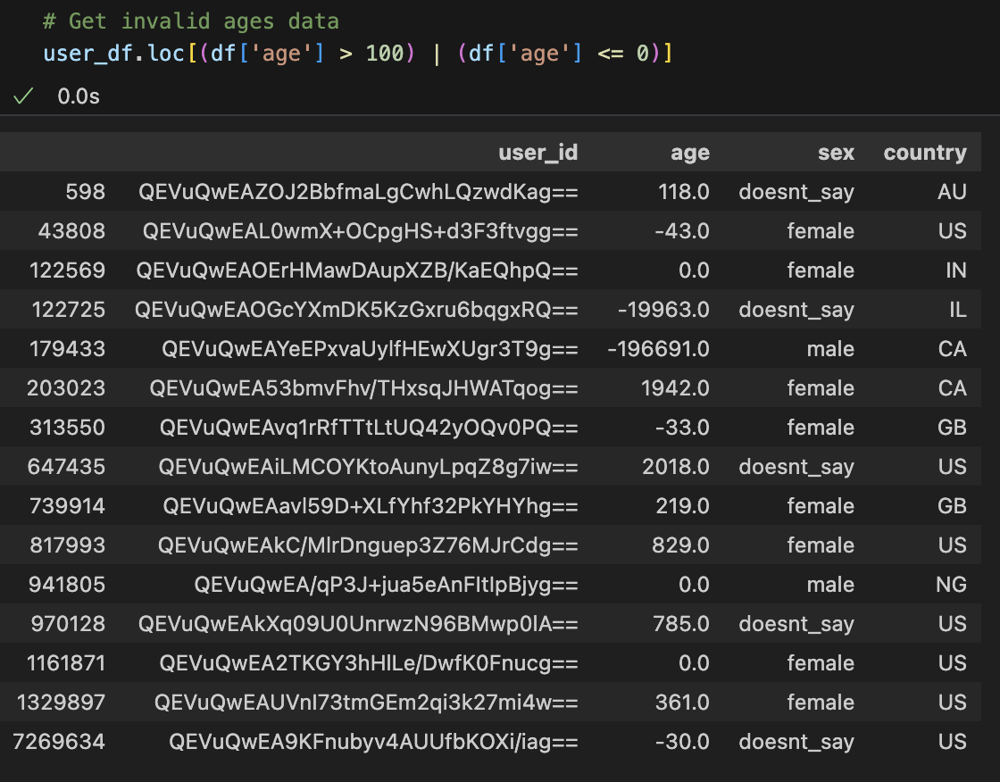 # Get invalid ages data
user_df.loc[(df['age'] > 100) | (df['age'] <= 0)]
0.0s
user_id age sex country
598 QEVuQwEAZOJ2BbfmaLgCwhLQzwdKag== 118.0 doesnt_say AU
43808 QEVuQwEAL0wmX+OCpgHS+d3F3ftvgg== -43.0 female US
122569 QEVuQwEAOErHMawDAupXZB/KaEQhpQ== 0.0 female IN
122725 QEVuQwEAOGcYXmDK5KzGxru6bqgxRQ== -19963.0 doesnt_say IL
179433 QEVuQwEAYeEPxvaUylfHEwXUgr3T9g== -196691.0 male CA
203023 QEVuQwEA53bmvFhv/THxsqJHWATqog== 1942.0 female CA
313550 QEVuQwEAvq1rRfTTtLtUQ42yOQv0PQ== -33.0 female GB
647435 QEVuQwEAiLMCOYKtoAunyLpqZ8g7iw== 2018.0 doesnt_say US
739914 QEVuQwEAavl59D+XLfYhf32PkYHYhg== 219.0 female GB
817993 QEVuQwEAkC/MlrDnguep3Z76MJrCdg== 829.0 female US
941805 QEVuQwEA/qP3J+jua5eAnFItIpBjyg== 0.0 male NG
970128 QEVuQwEAkXq09U0UnrwzN96BMwp0lA== 785.0 doesnt_say US
1161871 QEVuQwEA2TKGY3hHlLe/DwfK0Fnucg== 0.0 female US
1329897 QEVuQwEAUVnI73tmGEm2qi3k27mi4w== 361.0 female US
7269634 QEVuQwEA9KFnubyv4AUUfbKOXi/iag== -30.0 doesnt_say US